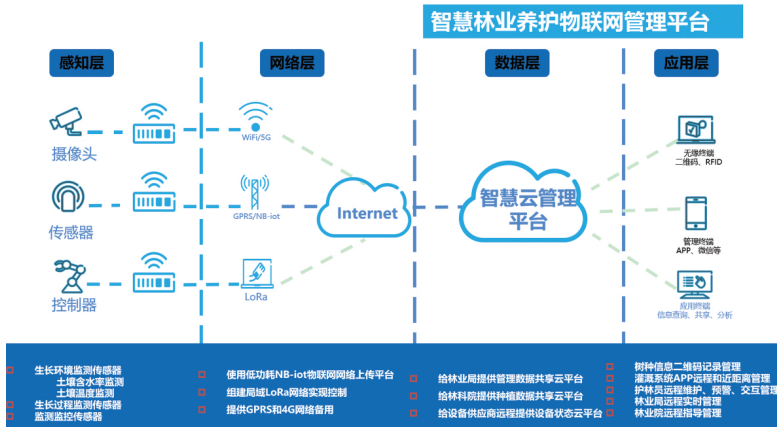 智慧林业养护物联网管理平台
感知层
网络层
数据层
应用层
摄像头
WiFi/5G
无缘终端
二维码、RFID
传感器
GPRS/NB-iot
Internet
智慧云管理
平台
管理终端
APP、微信等
控制器
LoRa
应用终端
信息查询、共享、分析
生长环境监测传感器
土壤含水率监测
土壤温度监测
生长过程监测传感器
监测监控传感器
使用低功耗NB-iot物联网网络上传平台
组建局域LoRa网络实现控制
提供GPRS和4G网络备用
给林业局提供管理数据共享云平台
给林科院提供种植数据共享云平台
给设备供应商远程提供设备状态云平台
树种信息二维码记录管理
灌溉系统APP远程和近距离管理
护林员远程维护、预警、交互管理
林业局远程实时管理
林业院远程指导管理